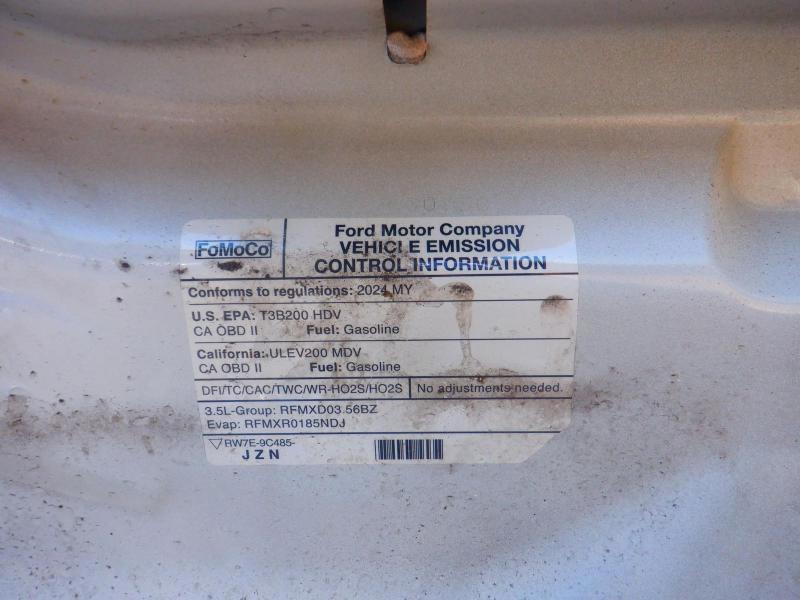 FoMoCo
Ford Motor Company
VEHICLE EMISSION
CONTROL INFORMATION
Conforms to regulations: 2024 MY
U.S. EPA: T3B200 HDV
CA OBD II Fuel: Gasoline
California: ULEV200 MDV
CA OBD II Fuel: Gasoline
DFI/TC/CAC/TWC/WR-HO2S/HO2S No adjustments needed.
3.5L-Group: RFMXD03.56BZ
Evap: RFMXR0185NDJ
RW7E-9C485-
J Z N